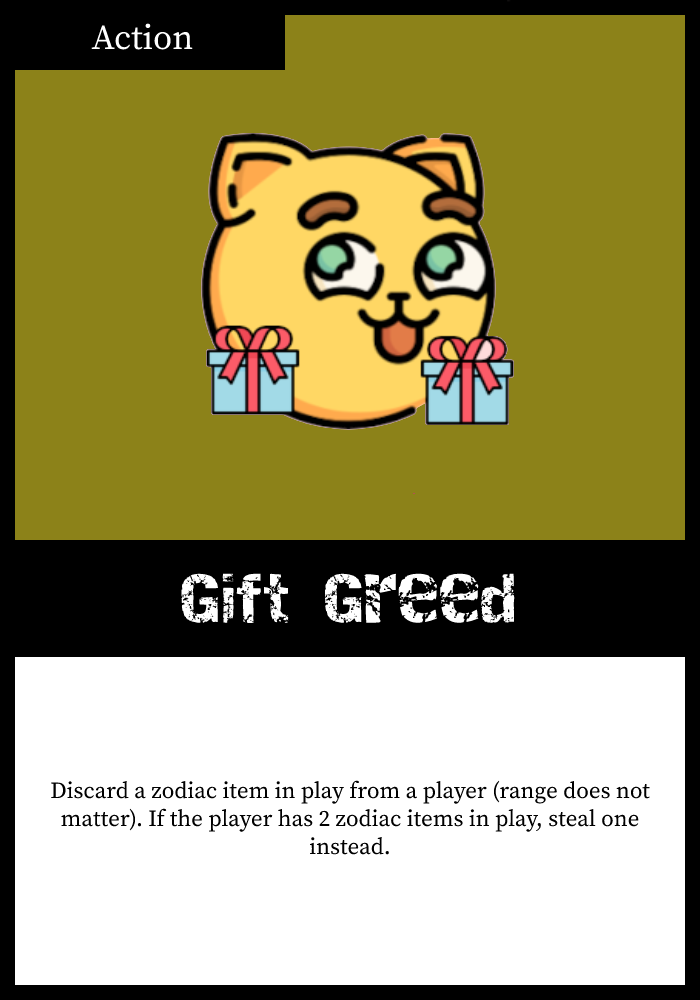 Action
Gift Greed
Discard a zodiac item in play from a player (range does not
matter). If the player has 2 zodiac items in play, steal one
instead.